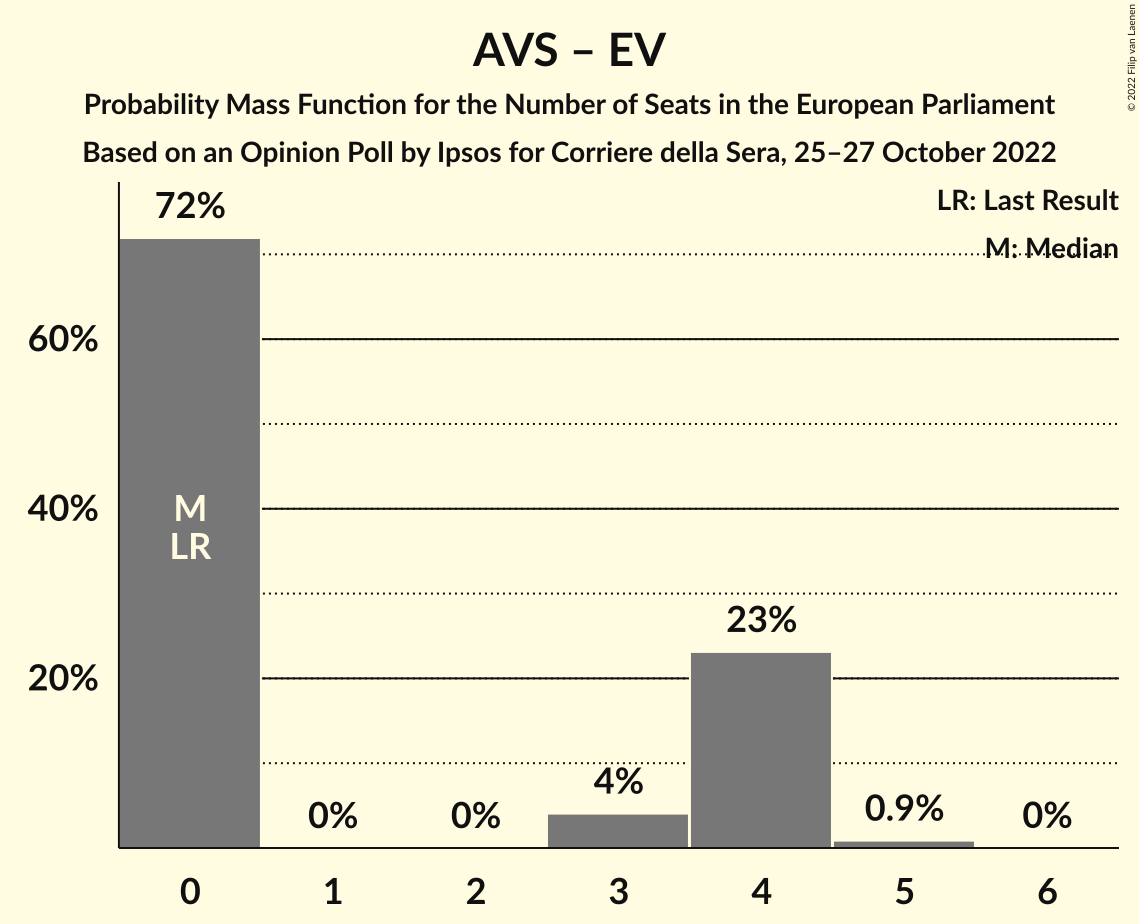 AVS – EV
Probability Mass Function for the Number of Seats in the European Parliament
Based on an Opinion Poll by Ipsos for Corriere della Sera, 25–27 October 2022
© 2022 Filip van Laenen
LR: Last Result
M: Median
72%
60%
40%
20%
M
LR
0%
0%
4%
23%
0.9%
0%
0 1 2 3 4 5 6